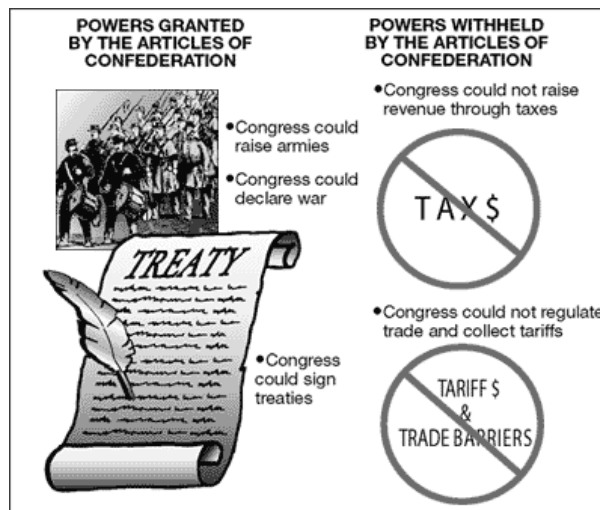 POWERS GRANTED
BY THE ARTICLES OF
CONFEDERATION
•Congress could
raise armies
•Congress could
declare war
TREATY
•Congress
could sign
treaties
POWERS WITHHELD
BY THE ARTICLES OF
CONFEDERATION
•Congress could not raise
revenue through taxes
TAX $
•Congress could not regulate
trade and collect tariffs
TARIFF $
&
TRADE BARRIERS